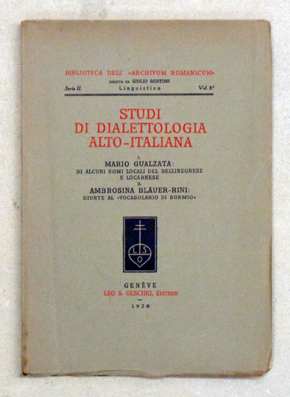 BIBLIOTECA DELL' «ARCHIVUM ROMANICUM»
DIRETTA DA GIULIO BERTONI
Serie II. Linguistica Vol. 8°
STUDI
DI DIALETTOLOGIA
ALTO-ITALIANA
I.
MARIO GUALZATA:
DI ALCUNI NOMI LOCALI DEL BELLINZONESE
E LOCARNESE
II.
AMBROSINA BLÄUER-RINI:
GIUNTE AL «VOCABOLARIO DI BORMIO»
LSO
GENÈVE
LEO S. OLSCHKI, ÉDITEUR
1924